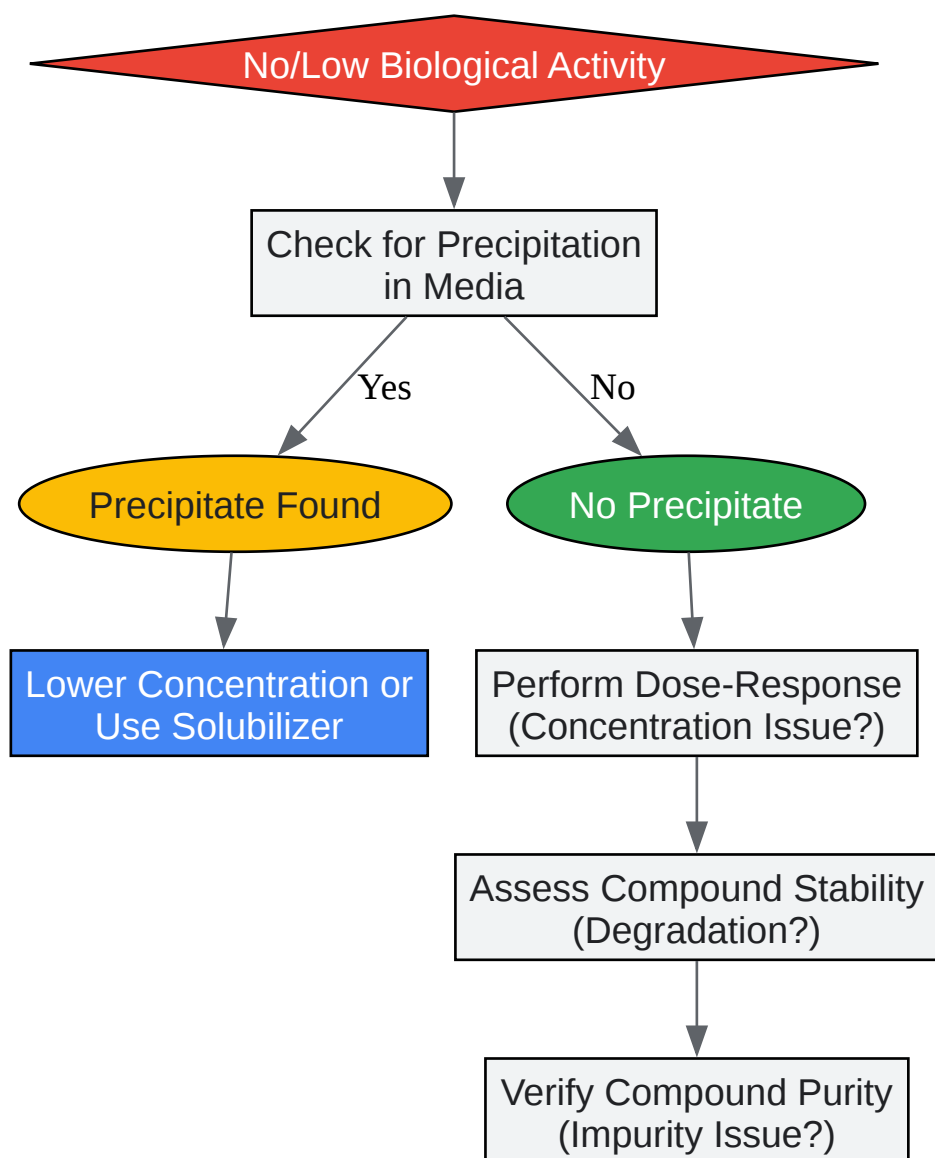 No/Low Biological Activity
Check for Precipitation
in Media
Yes
No
Precipitate Found
No Precipitate
Lower Concentration or
Use Solubilizer
Perform Dose-Response
(Concentration Issue?)
Assess Compound Stability
(Degradation?)
Verify Compound Purity
(Impurity Issue?)